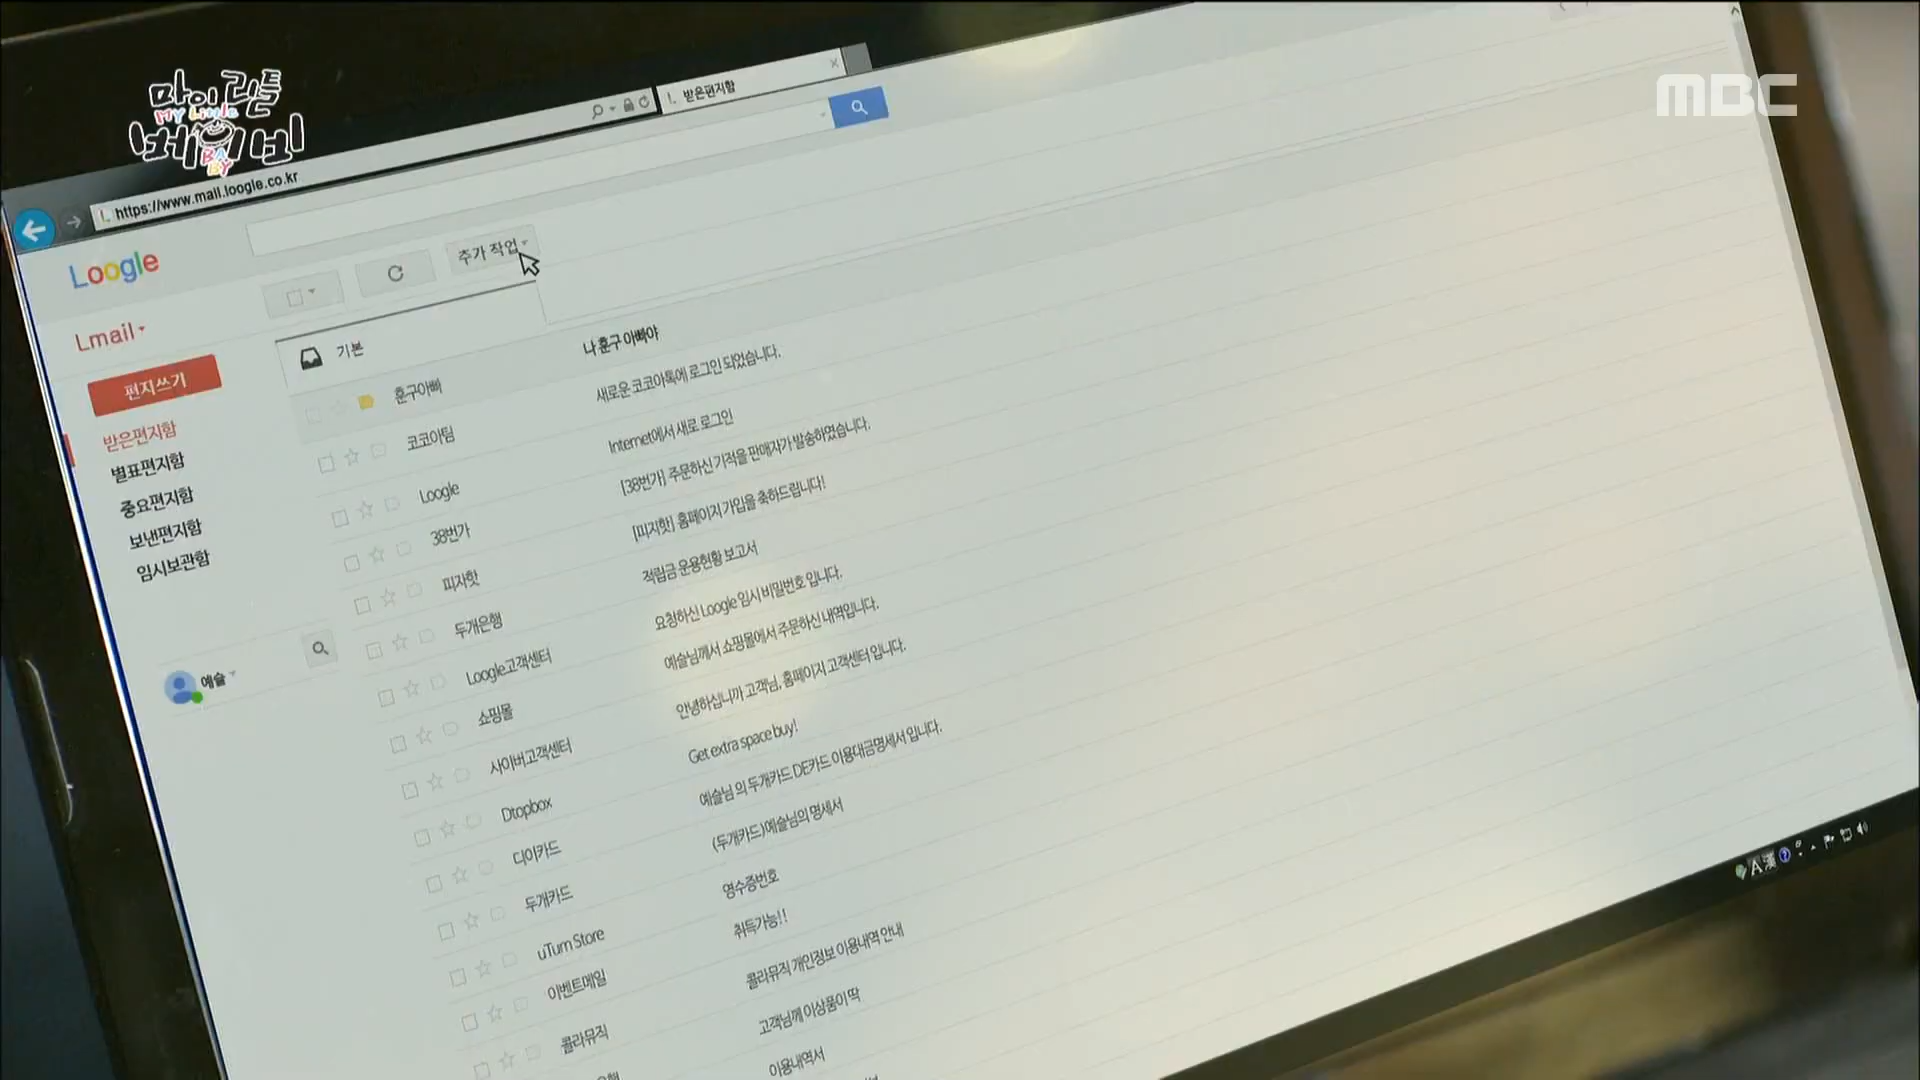 마이 리틀
MY Little
베이비
BABY
MBC
https://www.mail.loogle.co.kr
받은편지함
Loogle
추가 작업
Lmail
기본
편지쓰기
받은편지함
별표편지함
중요편지함
보낸편지함
임시보관함
예슬
훈구아빠
나 훈구 아빠야
코코아팀
새로운 코코아톡에 로그인 되었습니다.
Loogle
Internet에서 새로 로그인
38번가
[38번가] 주문하신 기적을 판매자가 발송하였습니다.
피자핫
[피자핫] 홈페이지 가입을 축하드립니다!
두개은행
적립금 운용현황 보고서
Loogle고객센터
요청하신 Loogle 임시 비밀번호 입니다.
쇼핑몰
예슬님께서 쇼핑몰에서 주문하신 내역입니다.
사이버고객센터
안녕하십니까 고객님, 홈페이지 고객센터 입니다.
Dtopbox
Get extra space buy!
디이카드
예슬님 의 두개카드 DE카드 이용대금명세서 입니다.
두개카드
(두개카드)예슬님의 명세서
uTurn Store
영수증번호
이벤트메일
취득가능!!
콜라뮤직
콜라뮤직 개인정보 이용내역 안내
고객님께 이상품이 딱
이용내역서
A 漢